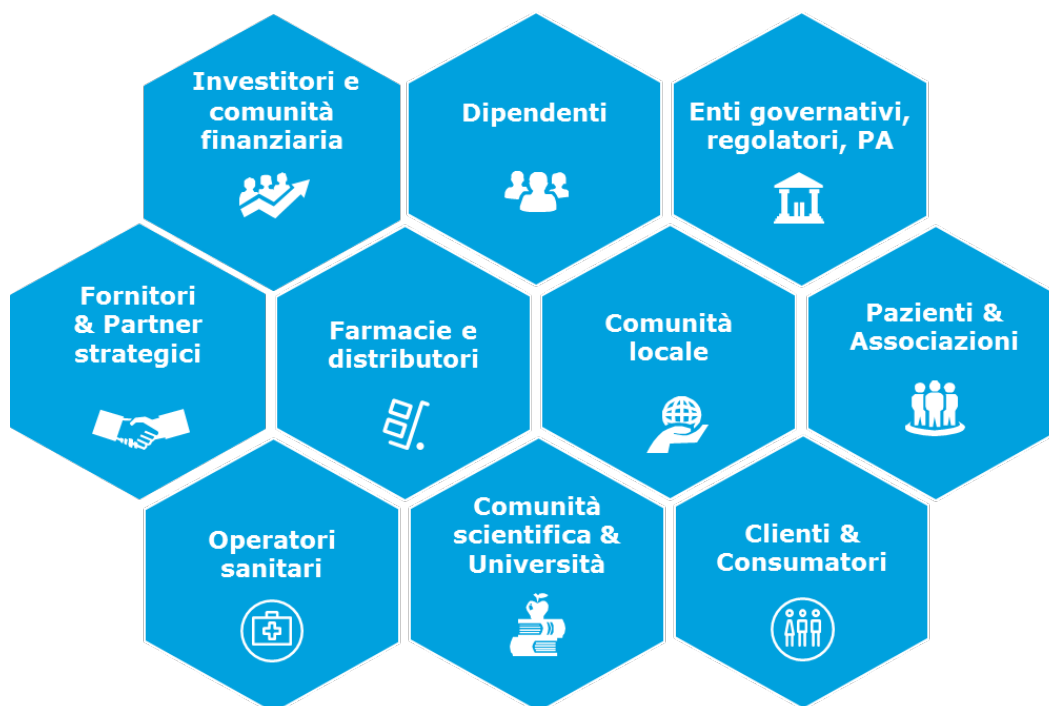 Investitori e
comunità
finanziaria
Dipendenti
Enti governativi,
regolatori, PA
Fornitori
& Partner
strategici
Farmacie e
distributori
Comunità
locale
Pazienti &
Associazioni
Operatori
sanitari
Comunità
scientifica &
Università
Clienti &
Consumatori